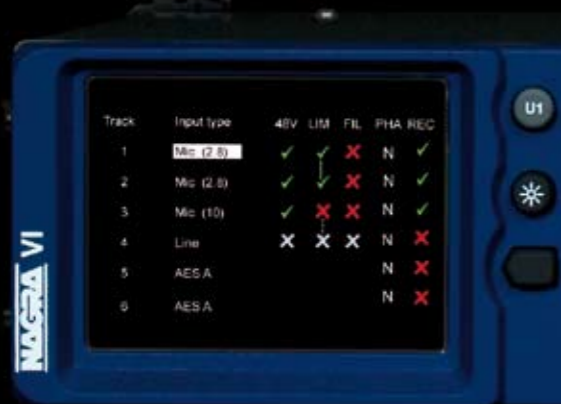 Track Input type 48V LIM FIL PHA REC
1 Mic (2.8) ✓ ✓ ✗ N ✓
2 Mic (2.8) ✓ ✓ ✗ N ✓
3 Mic (10) ✓ ✗ ✗ N ✓
4 Line ✗ ✗ ✗ N ✗
5 AES A N ✗
6 AES A N ✗
U1
NAGRA VI